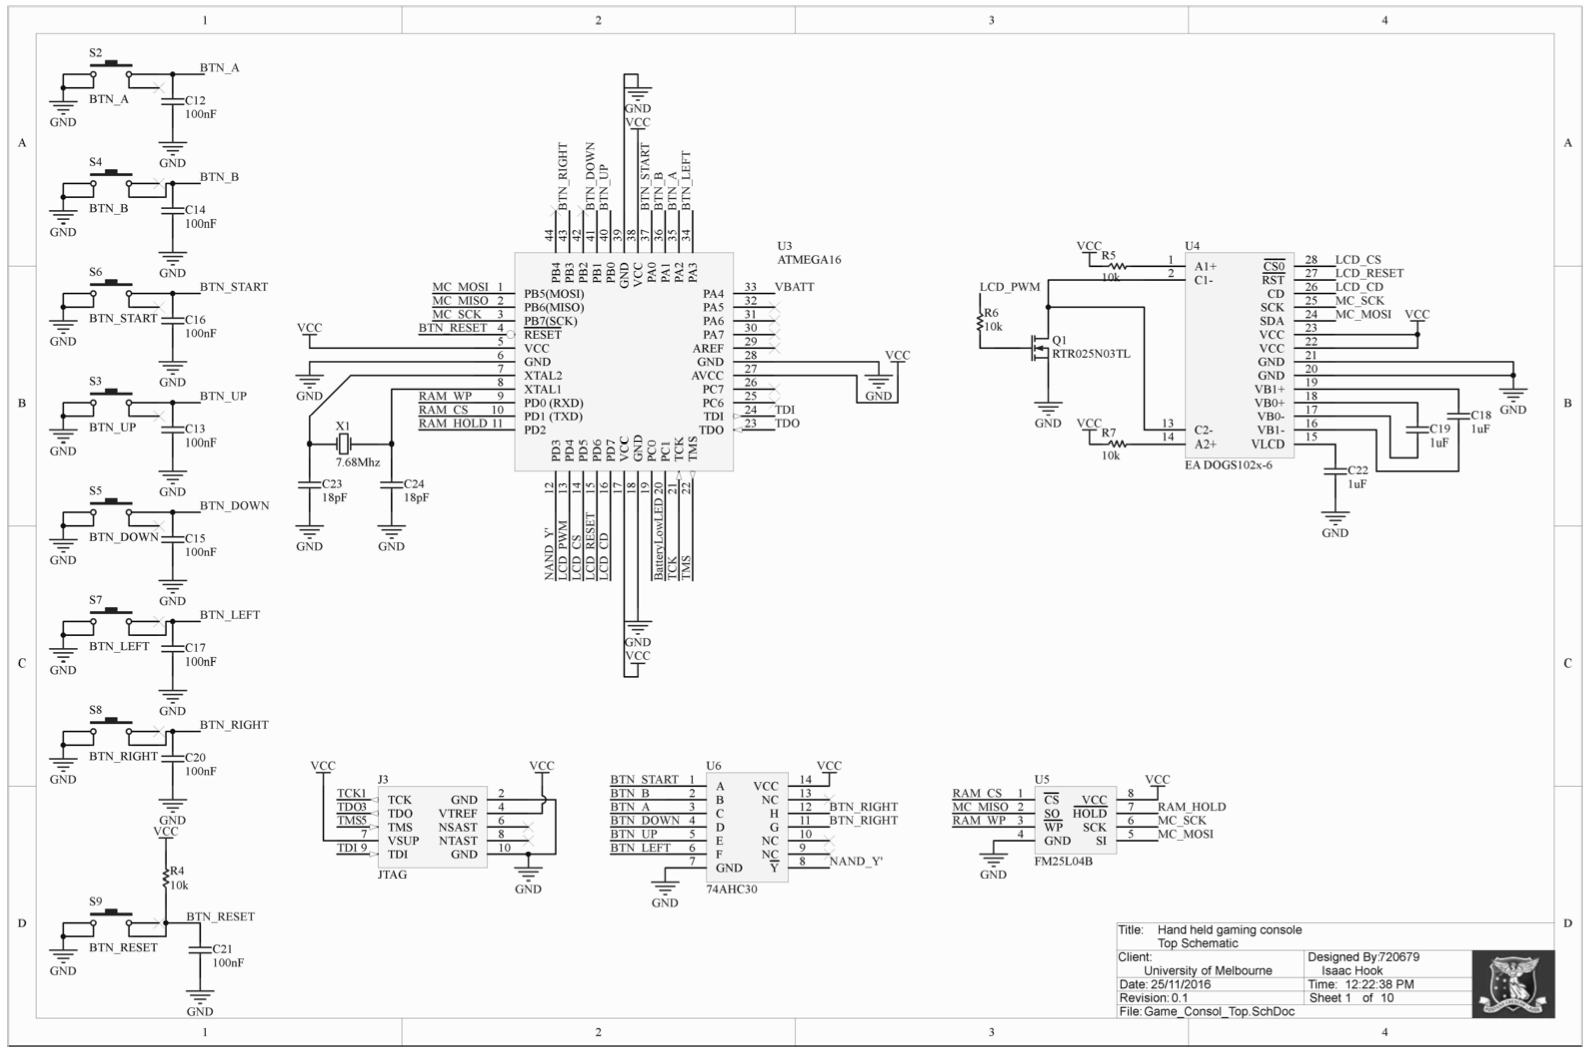 1 2 3 4
A
B
C
D
A
B
C
D
1 2 3 4
S2
BTN_A
BTN_A
C12
100nF
GND
GND
S4
BTN_B
BTN_B
C14
100nF
GND
GND
S6
BTN_START
BTN_START
C16
100nF
GND
GND
S3
BTN_UP
BTN_UP
C13
100nF
GND
GND
S5
BTN_DOWN
BTN_DOWN
C15
100nF
GND
GND
S7
BTN_LEFT
BTN_LEFT
C17
100nF
GND
GND
S8
BTN_RIGHT
BTN_RIGHT
C20
100nF
GND
GND
VCC
R4
10k
S9
BTN_RESET
BTN_RESET
C21
100nF
GND
GND
GND
VCC
BTN_RIGHT
BTN_DOWN
BTN_UP
BTN_START
BTN_B
BTN_A
BTN_LEFT
44 43 42 41 40 39 38 37 36 35 34
PB4 PB3 PB2 PB1 PB0 GND VCC PA0 PA1 PA2 PA3
U3
ATMEGA16
MC_MOSI 1 PB5(MOSI)
MC_MISO 2 PB6(MISO)
MC_SCK 3 PB7(SCK)
BTN_RESET 4 RESET
VCC
5 VCC
6 GND
7 XTAL2
8 XTAL1
RAM_WP 9 PD0 (RXD)
RAM_CS 10 PD1 (TXD)
RAM_HOLD 11 PD2
GND
PA4 33 VBATT
PA5 32
PA6 31
PA7 30
AREF 29
GND 28
AVCC 27
PC7 26
PC6 25
TDI 24 TDI
TDO 23 TDO
VCC
GND
X1
7.68Mhz
C23
18pF
C24
18pF
GND
GND
PD3 PD4 PD5 PD6 PD7 VCC GND PC0 PC1 TCK TMS
12 13 14 15 16 17 18 19 20 21 22
NAND_Y'
LCD_PWM
LCD_CS
LCD_RESET
LCD_CD
BatteryLowLED
TCK
TMS
GND
VCC
U4
VCC
R5
10k
1 A1+
2 C1-
LCD_PWM
R6
10k
Q1
RTR025N03TL
GND
VCC
R7
10k
13 C2-
14 A2+
EA DOGS102x-6
CS0 28 LCD_CS
RST 27 LCD_RESET
CD 26 LCD_CD
SCK 25 MC_SCK
SDA 24 MC_MOSI
VCC 23
VCC 22
GND 21
GND 20
VB1+ 19
VB0+ 18
VB0- 17
VB1- 16
VLCD 15
VCC
GND
C18
1uF
C19
1uF
C22
1uF
GND
VCC
J3
VCC
TCK1 TCK
TDO3 TDO
TMS5 TMS
7 VSUP
TDI 9 TDI
GND 2
VTREF 4
NSAST 6
NTAST 8
GND 10
JTAG
GND
U6
VCC
BTN_START 1 A
BTN_B 2 B
BTN_A 3 C
BTN_DOWN 4 D
BTN_UP 5 E
BTN_LEFT 6 F
7 GND
VCC 14
NC 13
H 12 BTN_RIGHT
G 11 BTN_RIGHT
NC 10
NC 9
Y 8 NAND_Y'
74AHC30
GND
U5
VCC
RAM_CS 1 CS
MC_MISO 2 SO
RAM_WP 3 WP
4 GND
VCC 8
HOLD 7 RAM_HOLD
SCK 6 MC_SCK
SI 5 MC_MOSI
FM25L04B
GND
Title: Hand held gaming console
Top Schematic
Client:
University of Melbourne
Designed By:720679
Isaac Hook
Date: 25/11/2016
Time: 12:22:38 PM
Revision: 0.1
Sheet 1 of 10
File: Game_Consol_Top.SchDoc